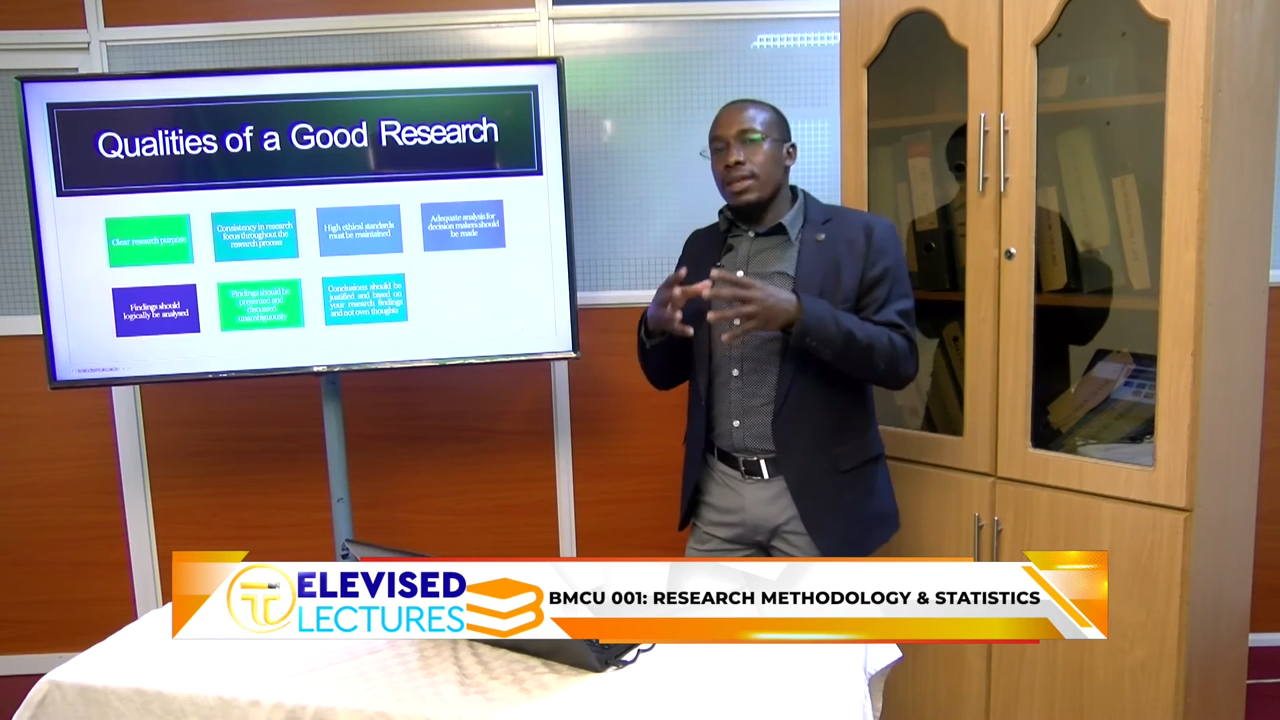 Qualities of a Good Research
Clear research purpose
Consistency in research
focus throughout the
research process
High ethical standards
must be maintained
Adequate analysis for
decision makers should
be made
Findings should
logically be analysed
Findings should be
presented and
discussed
unambiguously
Conclusions should be
justified and based on
your research findings
and not own thoughts
TELEVISED
LECTURES
BMCU 001: RESEARCH METHODOLOGY & STATISTICS